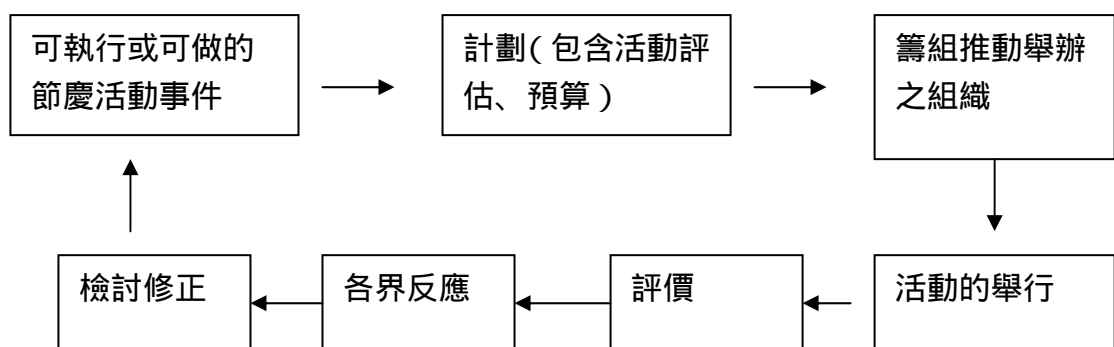 可執行或可做的
節慶活動事件
計劃(包含活動評
估、預算)
籌組推動舉辦
之組織
檢討修正
各界反應
評價
活動的舉行